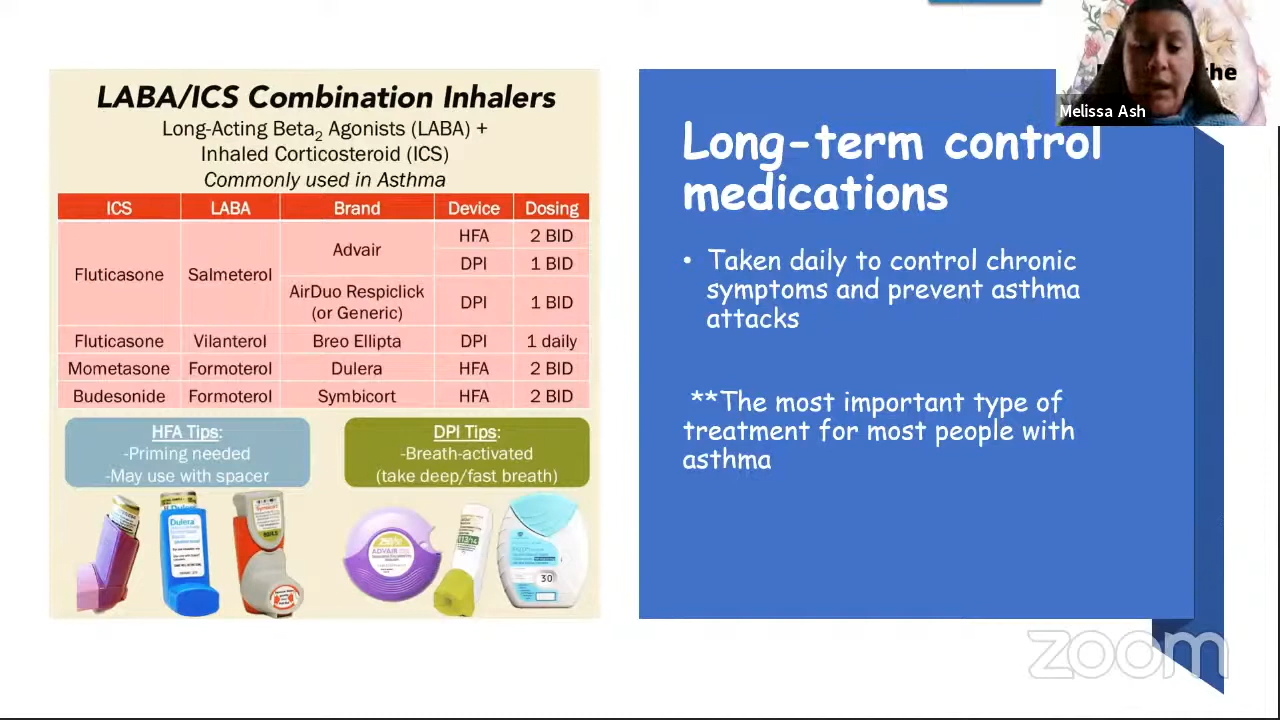 LABA/ICS Combination Inhalers
Long-Acting Beta2 Agonists (LABA) +
Inhaled Corticosteroid (ICS)
Commonly used in Asthma
ICS LABA Brand Device Dosing
Fluticasone Salmeterol Advair HFA 2 BID
DPI 1 BID
AirDuo Respiclick
(or Generic) DPI 1 BID
Fluticasone Vilanterol Breo Ellipta DPI 1 daily
Mometasone Formoterol Dulera HFA 2 BID
Budesonide Formoterol Symbicort HFA 2 BID
HFA Tips:
-Priming needed
-May use with spacer
DPI Tips:
-Breath-activated
(take deep/fast breath)
Dulera
Symbicort
ADVAIR
30
he
Melissa Ash
Long-term control
medications
• Taken daily to control chronic
symptoms and prevent asthma
attacks
**The most important type of
treatment for most people with
asthma
zoom